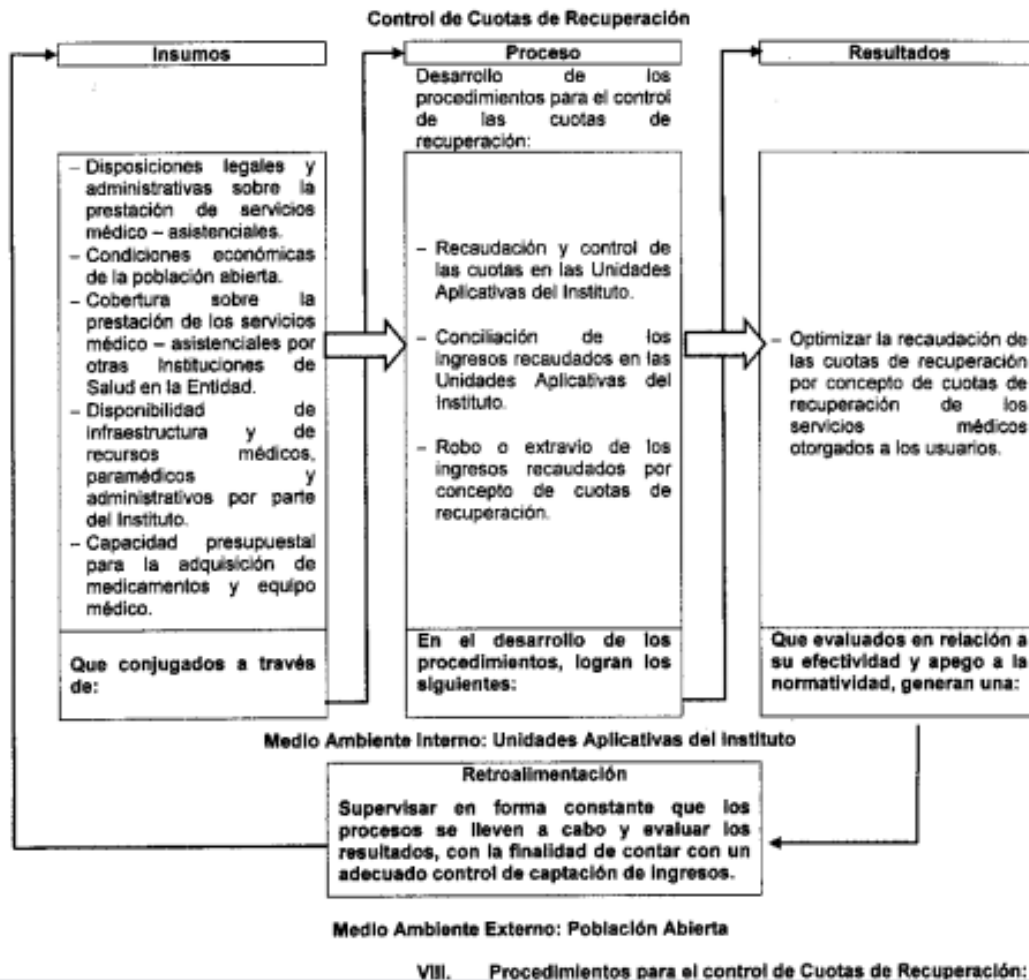 Control de Cuotas de Recuperación
Insumos
– Disposiciones legales y
administrativas sobre la
prestación de servicios
médico – asistenciales.
– Condiciones económicas
de la población abierta.
– Cobertura sobre la
prestación de los servicios
médico – asistenciales por
otras Instituciones de
Salud en la Entidad.
– Disponibilidad de
infraestructura y de
recursos médicos,
paramédicos y
administrativos por parte
del Instituto.
– Capacidad presupuestal
para la adquisición de
medicamentos y equipo
médico.
Que conjugados a través
de:
Proceso
Desarrollo de los
procedimientos para el control
de las cuotas de
recuperación:
– Recaudación y control de
las cuotas en las Unidades
Aplicativas del Instituto.
– Conciliación de los
ingresos recaudados en las
Unidades Aplicativas del
Instituto.
– Robo o extravío de los
ingresos recaudados por
concepto de cuotas de
recuperación.
En el desarrollo de los
procedimientos, logran los
siguientes:
Resultados
– Optimizar la recaudación de
las cuotas de recuperación
por concepto de cuotas de
recuperación de los
servicios médicos
otorgados a los usuarios.
Que evaluados en relación a
su efectividad y apego a la
normatividad, generan una:
Medio Ambiente Interno: Unidades Aplicativas del Instituto
Retroalimentación
Supervisar en forma constante que los
procesos se lleven a cabo y evaluar los
resultados, con la finalidad de contar con un
adecuado control de captación de ingresos.
Medio Ambiente Externo: Población Abierta
VIII. Procedimientos para el control de Cuotas de Recuperación: